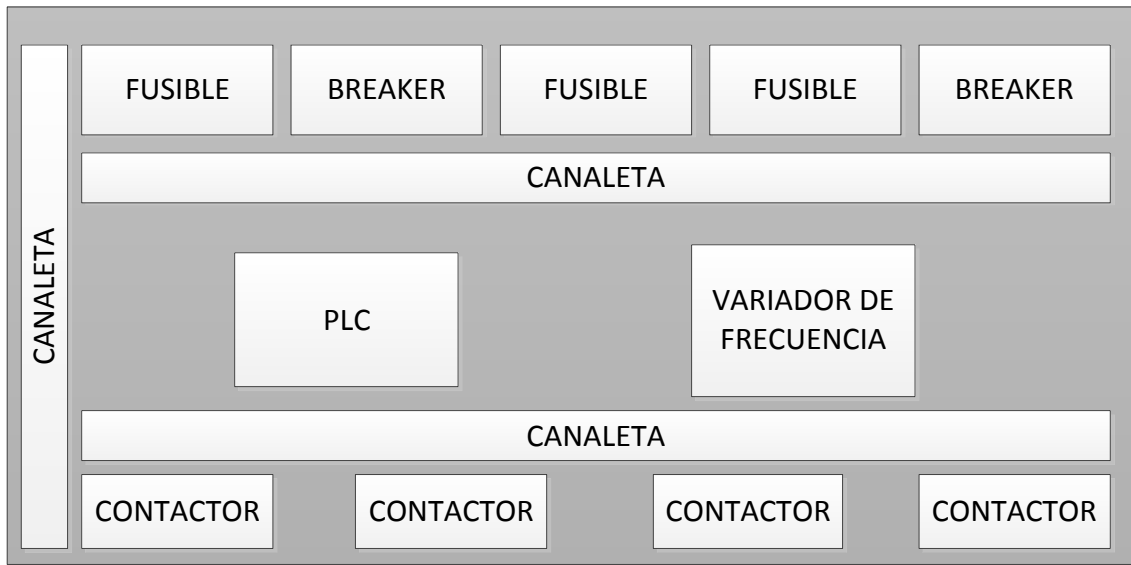 FUSIBLE
BREAKER
FUSIBLE
FUSIBLE
BREAKER
CANALETA
CANALETA
PLC
VARIADOR DE
FRECUENCIA
CANALETA
CONTACTOR
CONTACTOR
CONTACTOR
CONTACTOR